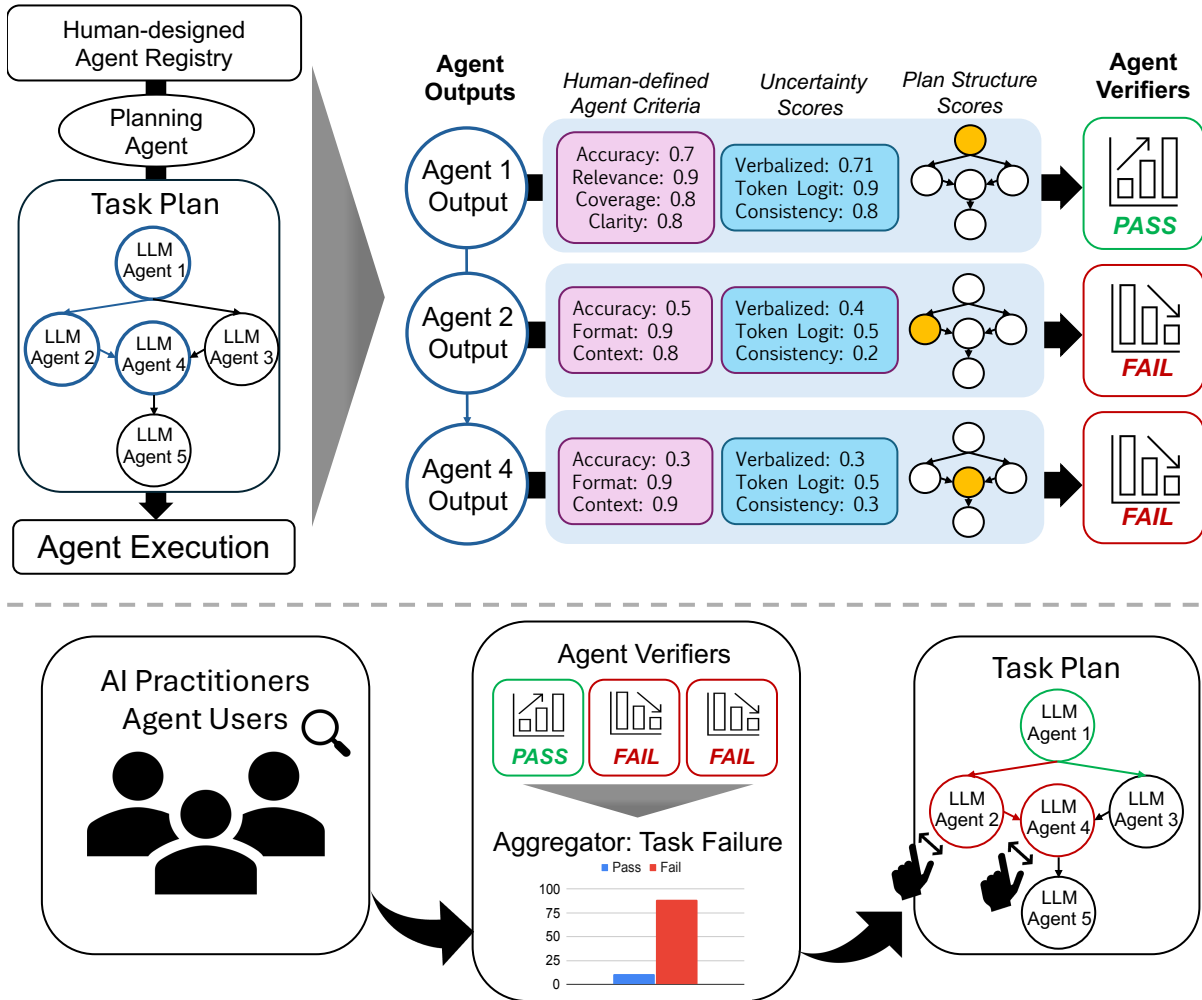 Human-designed
Agent Registry
Planning
Agent
Task Plan
LLM
Agent 1
LLM
Agent 2
LLM
Agent 4
LLM
Agent 3
LLM
Agent 5
Agent Execution
Agent
Outputs
Human-defined
Agent Criteria
Uncertainty
Scores
Plan Structure
Scores
Agent
Verifiers
Agent 1
Output
Accuracy: 0.7
Relevance: 0.9
Coverage: 0.8
Clarity: 0.8
Verbalized: 0.71
Token Logit: 0.9
Consistency: 0.8
PASS
Agent 2
Output
Accuracy: 0.5
Format: 0.9
Context: 0.8
Verbalized: 0.4
Token Logit: 0.5
Consistency: 0.2
FAIL
Agent 4
Output
Accuracy: 0.3
Format: 0.9
Context: 0.9
Verbalized: 0.3
Token Logit: 0.5
Consistency: 0.3
FAIL
AI Practitioners
Agent Users
Agent Verifiers
PASS
FAIL
FAIL
Aggregator: Task Failure
Pass
Fail
100
75
50
25
0
Task Plan
LLM
Agent 1
LLM
Agent 2
LLM
Agent 4
LLM
Agent 3
LLM
Agent 5